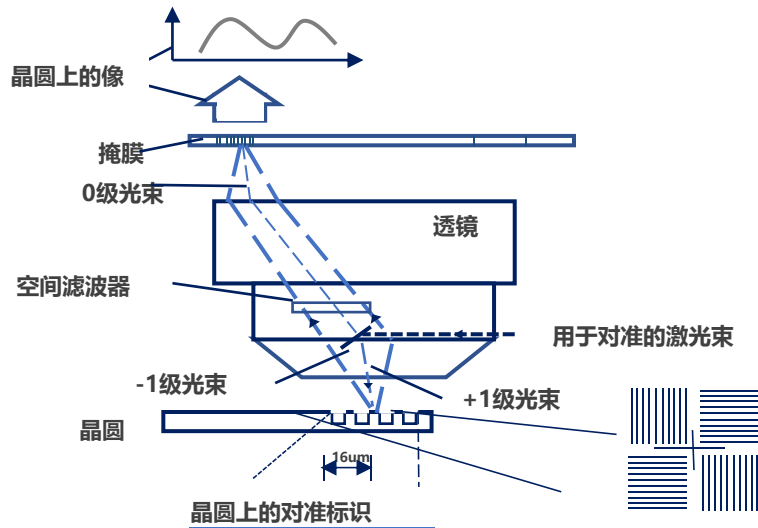 晶圆上的像
掩膜
0级光束
透镜
空间滤波器
用于对准的激光束
-1级光束
+1级光束
晶圆
16um
晶圆上的对准标识